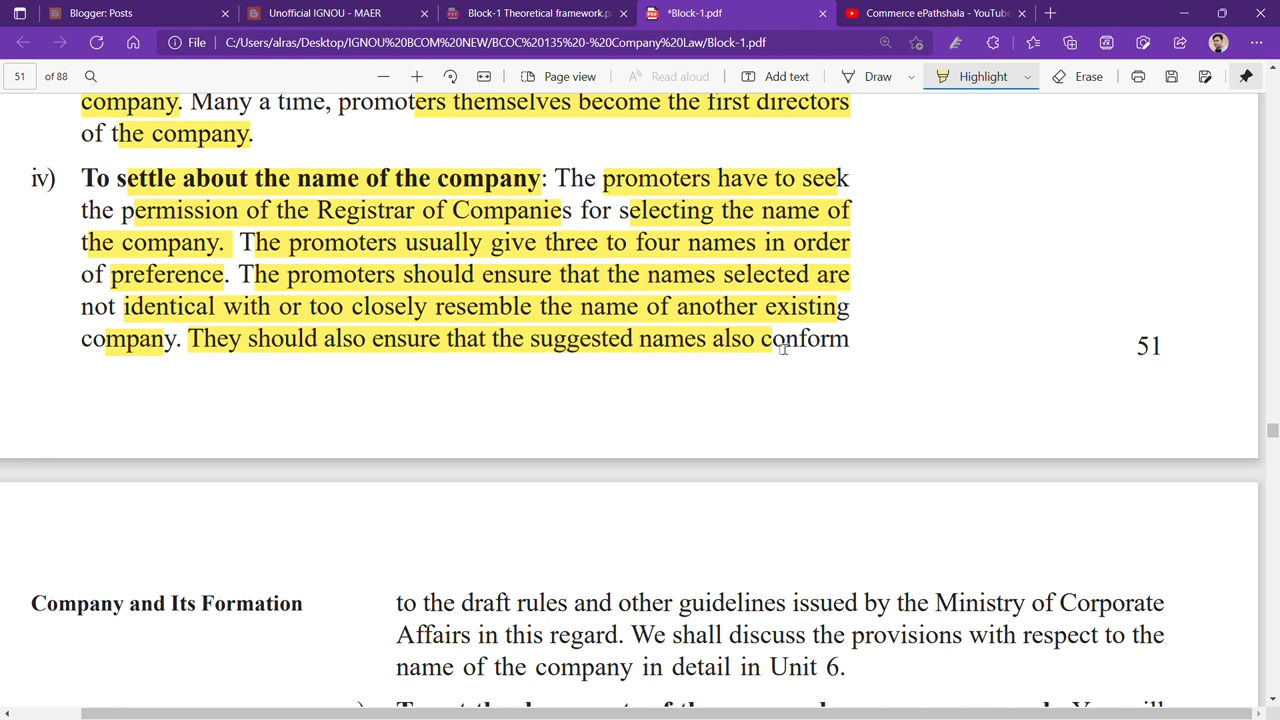 Blogger: Posts
Unofficial IGNOU - MAER
Block-1 Theoretical framework.p
*Block-1.pdf
Commerce ePathshala - YouTub
File
C:/Users/alras/Desktop/IGNOU%20BCOM%20NEW/BCOC%20135%20-%20Company%20Law/Block-1.pdf
51 of 88
Page view
Read aloud
Add text
Draw
Highlight
Erase
company. Many a time, promoters themselves become the first directors
of the company.
iv) To settle about the name of the company: The promoters have to seek
the permission of the Registrar of Companies for selecting the name of
the company. The promoters usually give three to four names in order
of preference. The promoters should ensure that the names selected are
not identical with or too closely resemble the name of another existing
company. They should also ensure that the suggested names also conform
51
Company and Its Formation
to the draft rules and other guidelines issued by the Ministry of Corporate
Affairs in this regard. We shall discuss the provisions with respect to the
name of the company in detail in Unit 6.